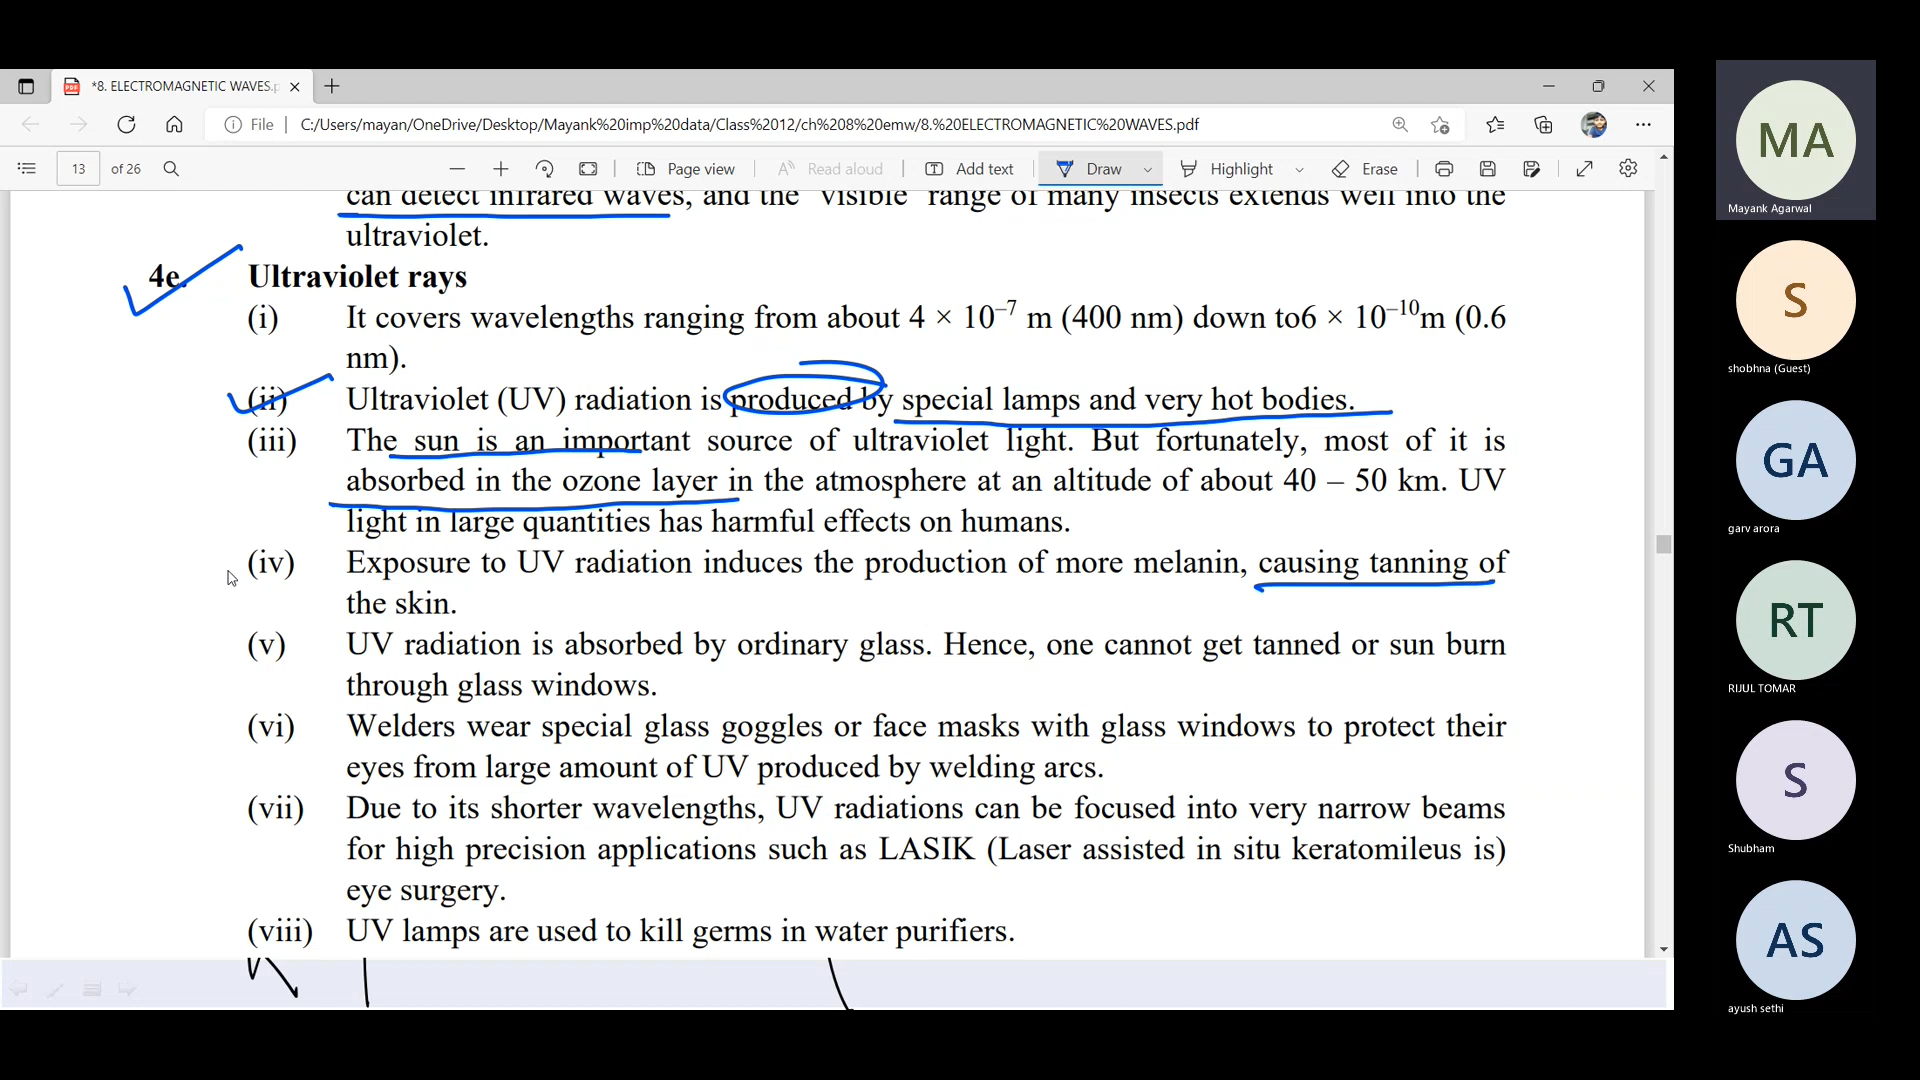 *8. ELECTROMAGNETIC WAVES.p
File
C:/Users/mayan/OneDrive/Desktop/Mayank%20imp%20data/Class%2012/ch%208%20emw/8.%20ELECTROMAGNETIC%20WAVES.pdf
13 of 26
Page view
Read aloud
Add text
Draw
Highlight
Erase
can detect infrared waves, and the "visible" range of many insects extends well into the
ultraviolet.
4e. Ultraviolet rays
(i) It covers wavelengths ranging from about 4 × 10⁻⁷ m (400 nm) down to6 × 10⁻¹⁰m (0.6
nm).
(ii) Ultraviolet (UV) radiation is produced by special lamps and very hot bodies.
(iii) The sun is an important source of ultraviolet light. But fortunately, most of it is
absorbed in the ozone layer in the atmosphere at an altitude of about 40 – 50 km. UV
light in large quantities has harmful effects on humans.
(iv) Exposure to UV radiation induces the production of more melanin, causing tanning of
the skin.
(v) UV radiation is absorbed by ordinary glass. Hence, one cannot get tanned or sun burn
through glass windows.
(vi) Welders wear special glass goggles or face masks with glass windows to protect their
eyes from large amount of UV produced by welding arcs.
(vii) Due to its shorter wavelengths, UV radiations can be focused into very narrow beams
for high precision applications such as LASIK (Laser assisted in situ keratomileus is)
eye surgery.
(viii) UV lamps are used to kill germs in water purifiers.
MA
Mayank Agarwal
S
shobhna (Guest)
GA
garv arora
RT
RIJUL TOMAR
S
Shubham
AS
ayush sethi